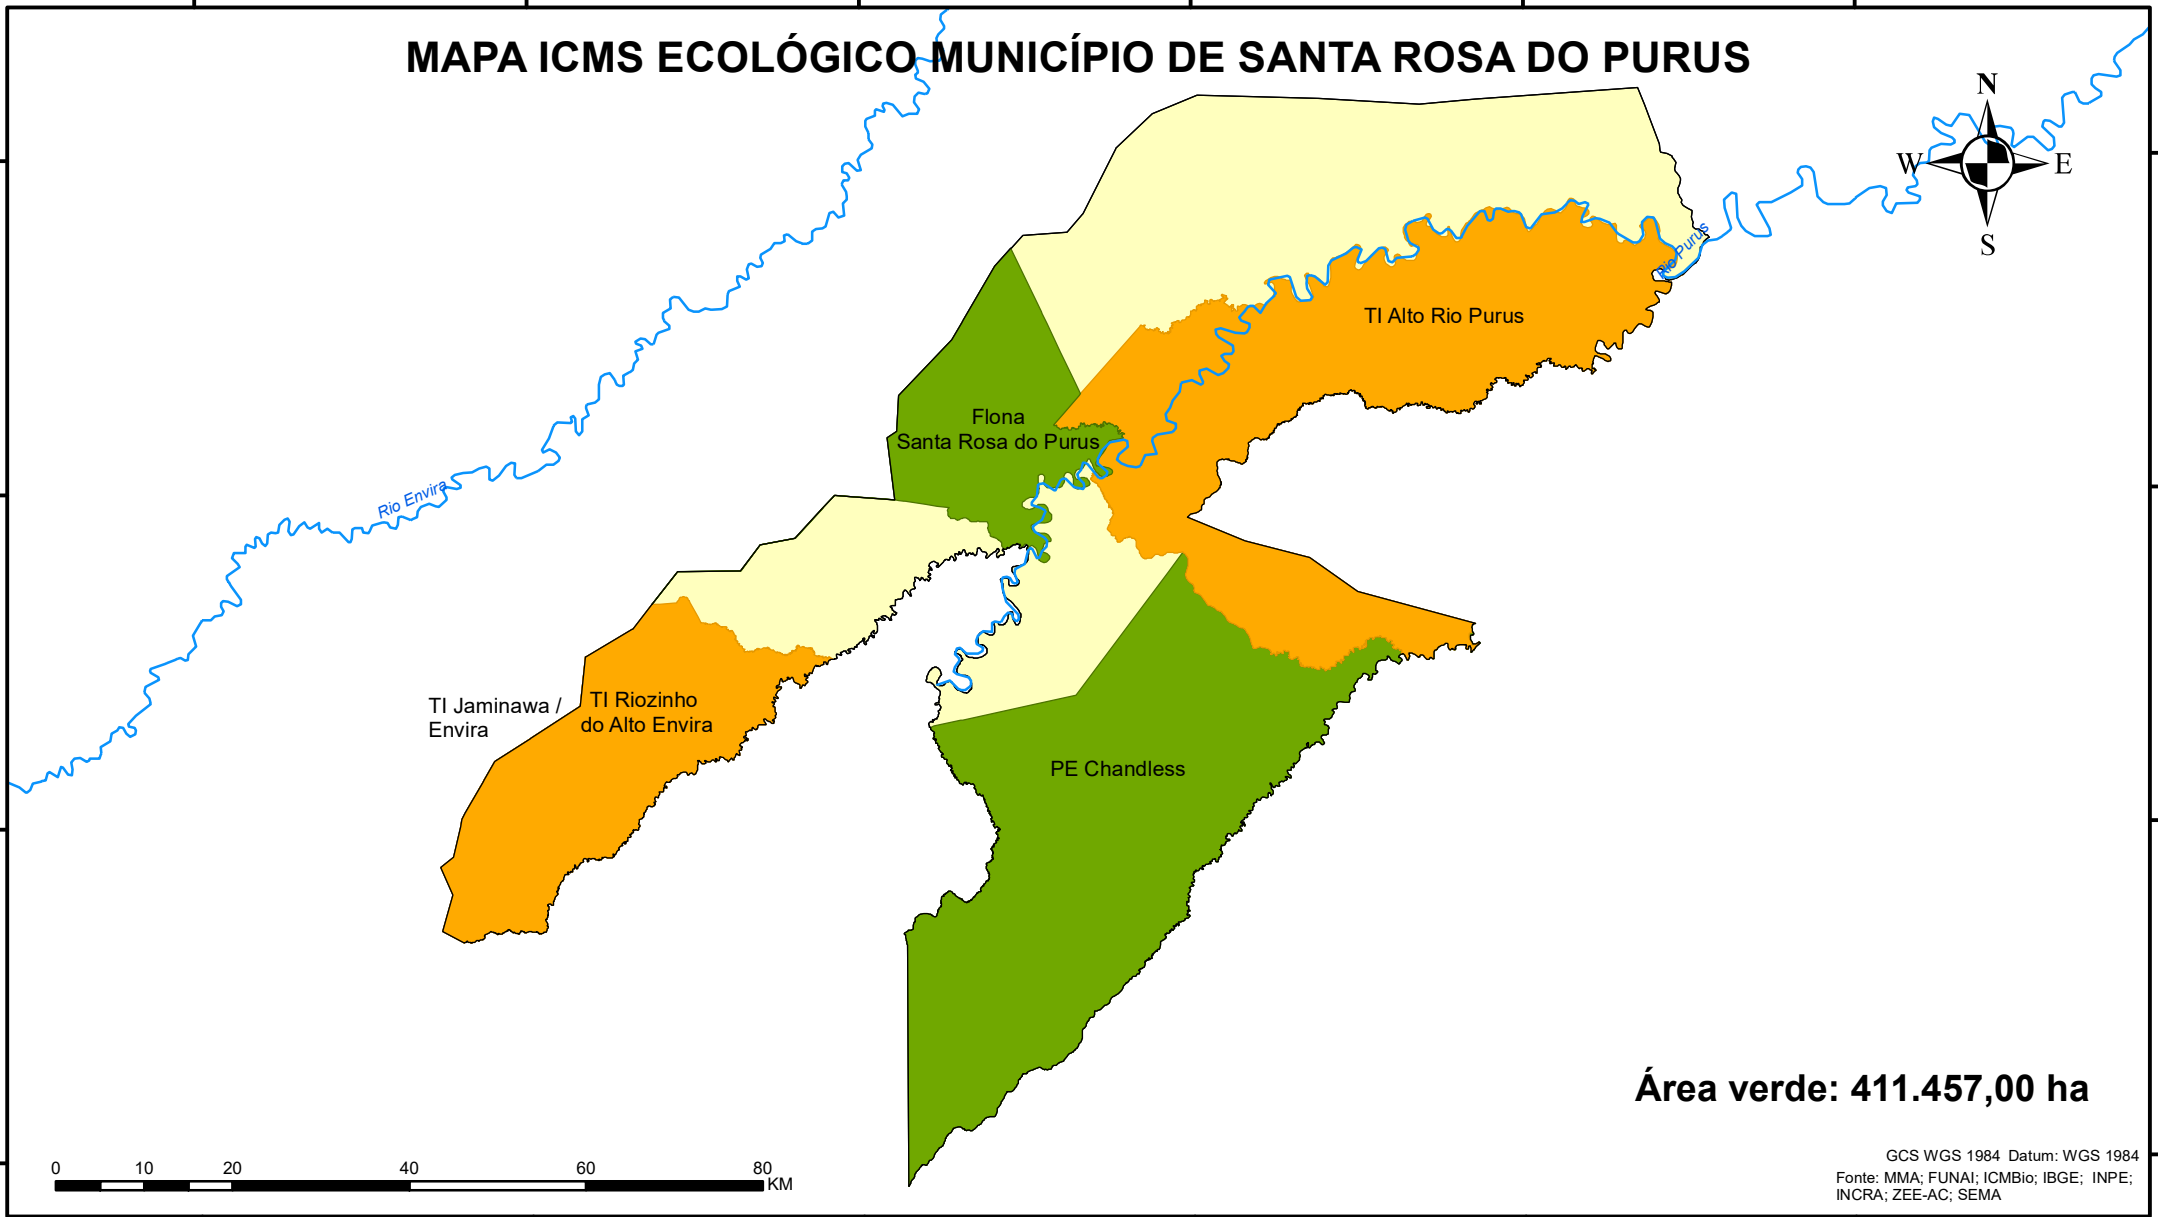 MAPA ICMS ECOLÓGICO MUNICÍPIO DE SANTA ROSA DO PURUS
N
W
E
S
Rio Purus
TI Alto Rio Purus
Flona
Santa Rosa do Purus
Rio Envira
TI Jaminawa /
Envira
TI Riozinho
do Alto Envira
PE Chandless
Área verde: 411.457,00 ha
0 10 20 40 60 80
KM
GCS WGS 1984 Datum: WGS 1984
Fonte: MMA; FUNAI; ICMBio; IBGE; INPE;
INCRA; ZEE-AC; SEMA